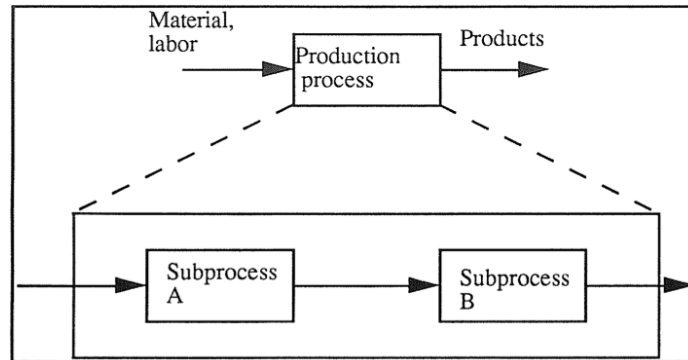 Material,
labor
Production
process
Products
Subprocess
A
Subprocess
B